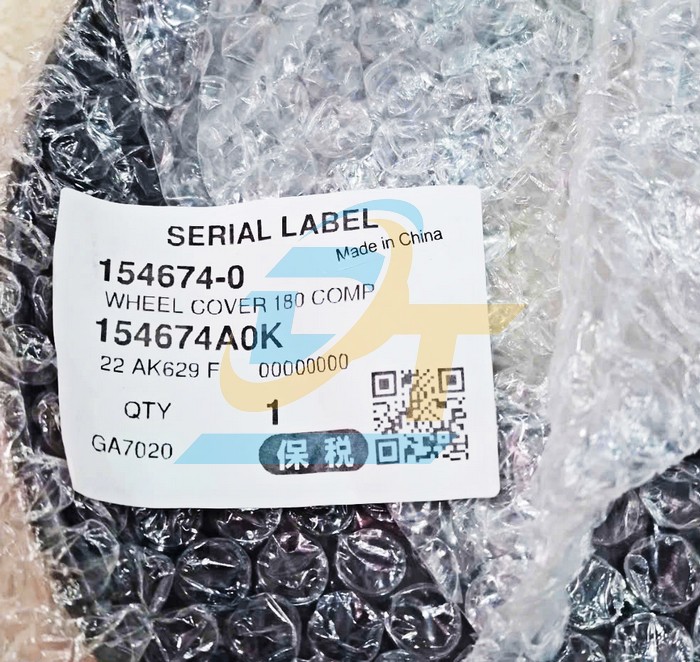 SERIAL LABEL
Made in China
154674-0
WHEEL COVER 180 COMP
154674A0K
22 AK629 F 00000000
QTY 1
GA7020 保税